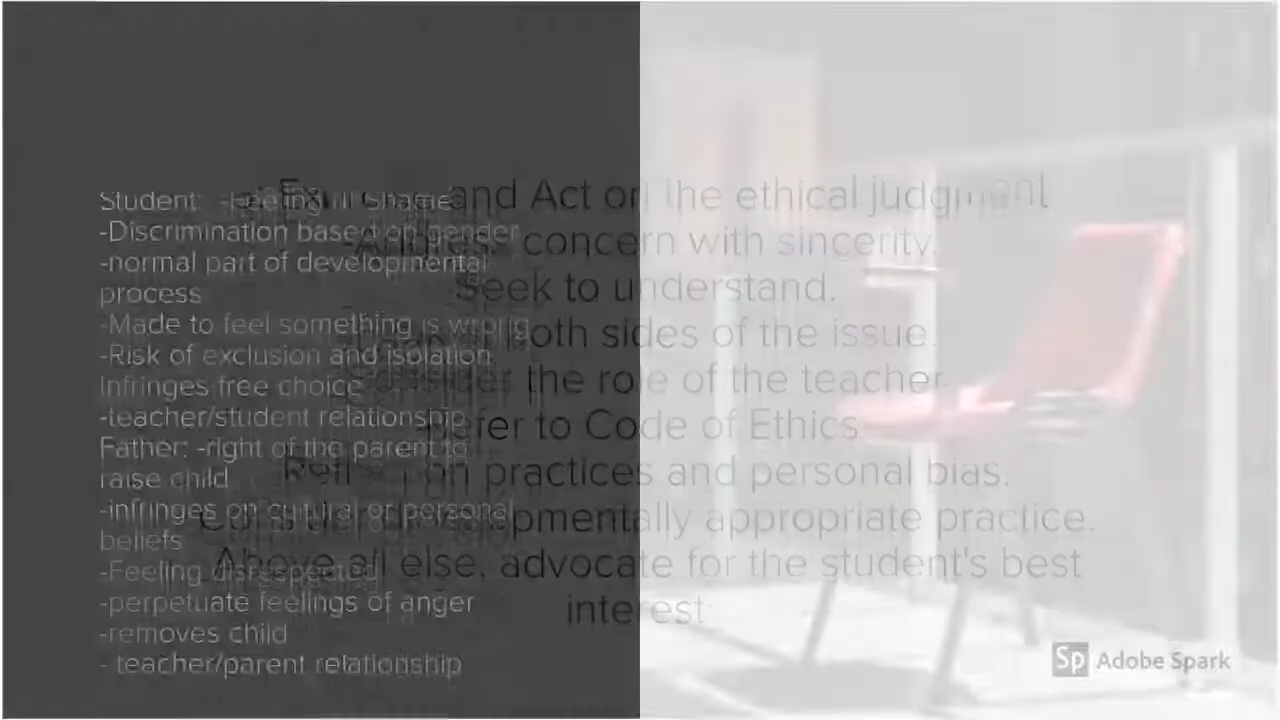 Student: -Feeling
-Discrimination based on gender
-normal part of developmental
process
-Made to feel something is wrong
-Risk of exclusion and isolation
Infringes free choice
-teacher/student relationship
Father: -right of the parent to
raise child
-infringes on cultural or personal
beliefs
-Feeling disrespected
-perpetuate feelings of anger
-removes child
- teacher/parent relationship
and Act on the ethical judgment
concern with sincerity.
Seek to understand.
both sides of the issue.
Consider the role of the teacher
Refer to Code of Ethics
on practices and personal bias.
developmentally appropriate practice.
Above all else, advocate for the student's best
interest
Sp Adobe Spark